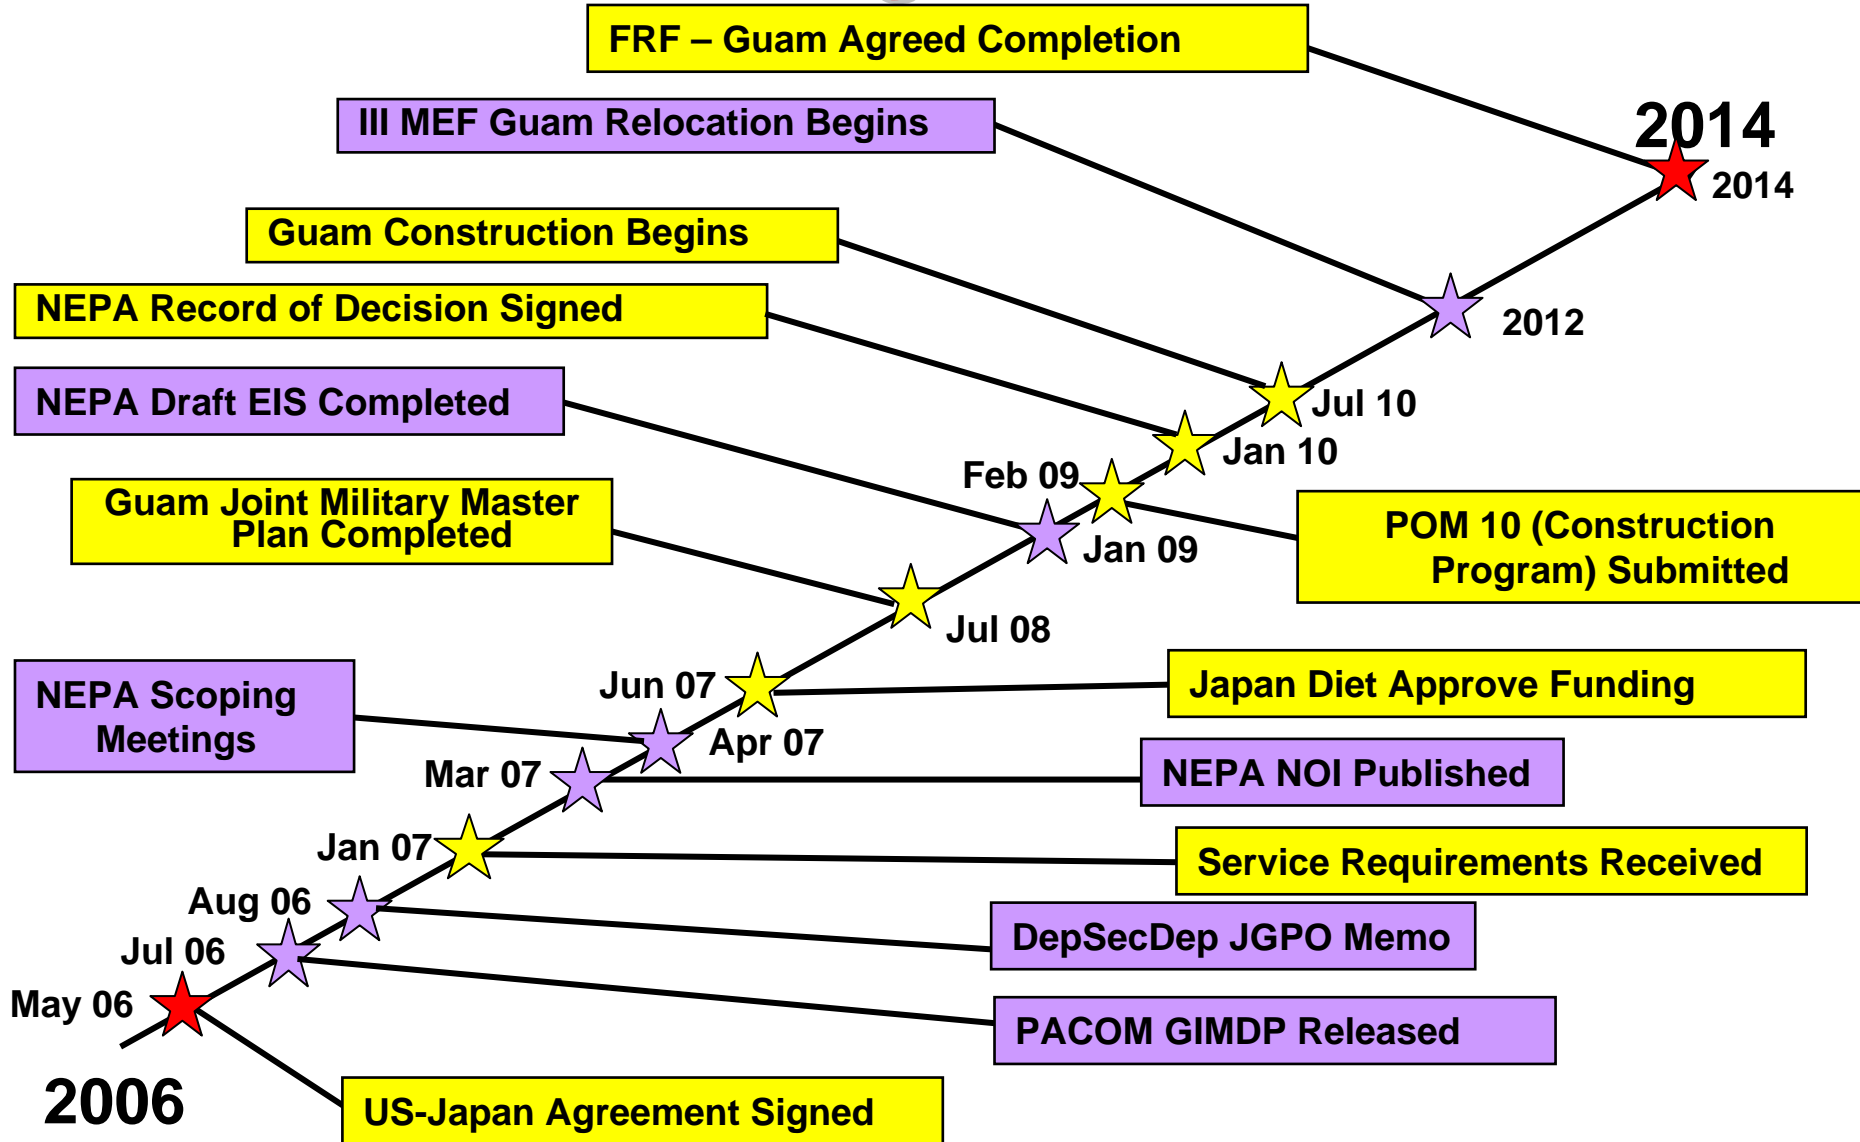 FRF – Guam Agreed Completion
III MEF Guam Relocation Begins
2014
2014
Guam Construction Begins
NEPA Record of Decision Signed
2012
NEPA Draft EIS Completed
Jul 10
Jan 10
Feb 09
Guam Joint Military Master
Plan Completed
Jan 09
POM 10 (Construction
Program) Submitted
Jul 08
NEPA Scoping
Meetings
Jun 07
Japan Diet Approve Funding
Apr 07
Mar 07
NEPA NOI Published
Jan 07
Service Requirements Received
Aug 06
DepSecDep JGPO Memo
Jul 06
May 06
PACOM GIMDP Released
2006
US-Japan Agreement Signed